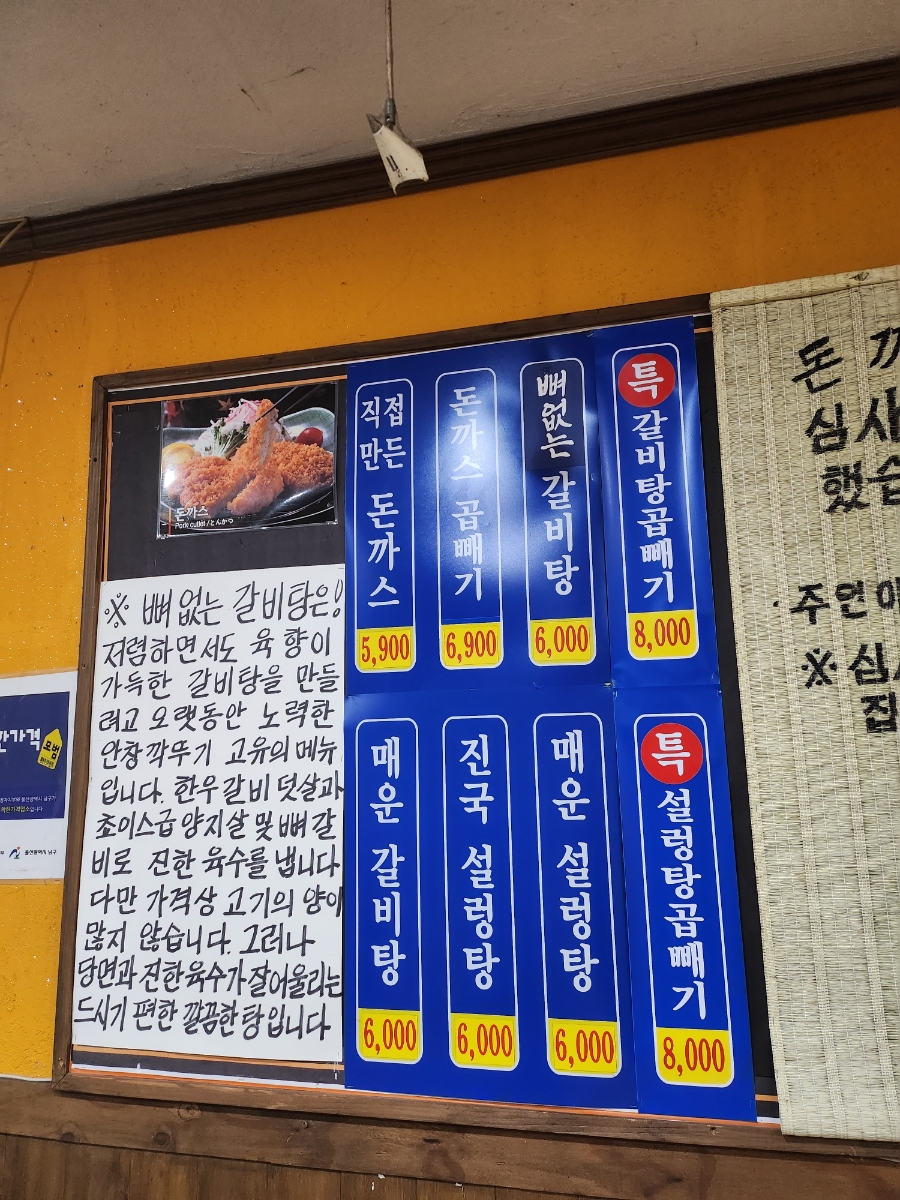 돈까스
Pork cutlet / とんかつ
※ 뼈 없는 갈비탕은!
저렴하면서도 육향이
가득한 갈비탕을 만들
려고 오랫동안 노력한
안창깍뚜기 고유의 메뉴
입니다. 한우갈비 덧살과
쵸이스급 양지살 및 뼈갈
비로 진한 육수를 냅니다
다만 가격상 고기의 양이
많지 않습니다. 그러나
당면과 진한육수가 잘어울리는
드시기 편한 깔끔한 탕입니다
직접
만든 돈까스
5,900
돈까스 곱빼기
6,900
뼈없는 갈비탕
6,000
특 갈비탕곱빼기
8,000
매운 갈비탕
6,000
진국 설렁탕
6,000
매운 설렁탕
6,000
특 설렁탕곱빼기
8,000
가격
모범
울산광역시 남구
돈
심사
했습
주연
※ 심
집